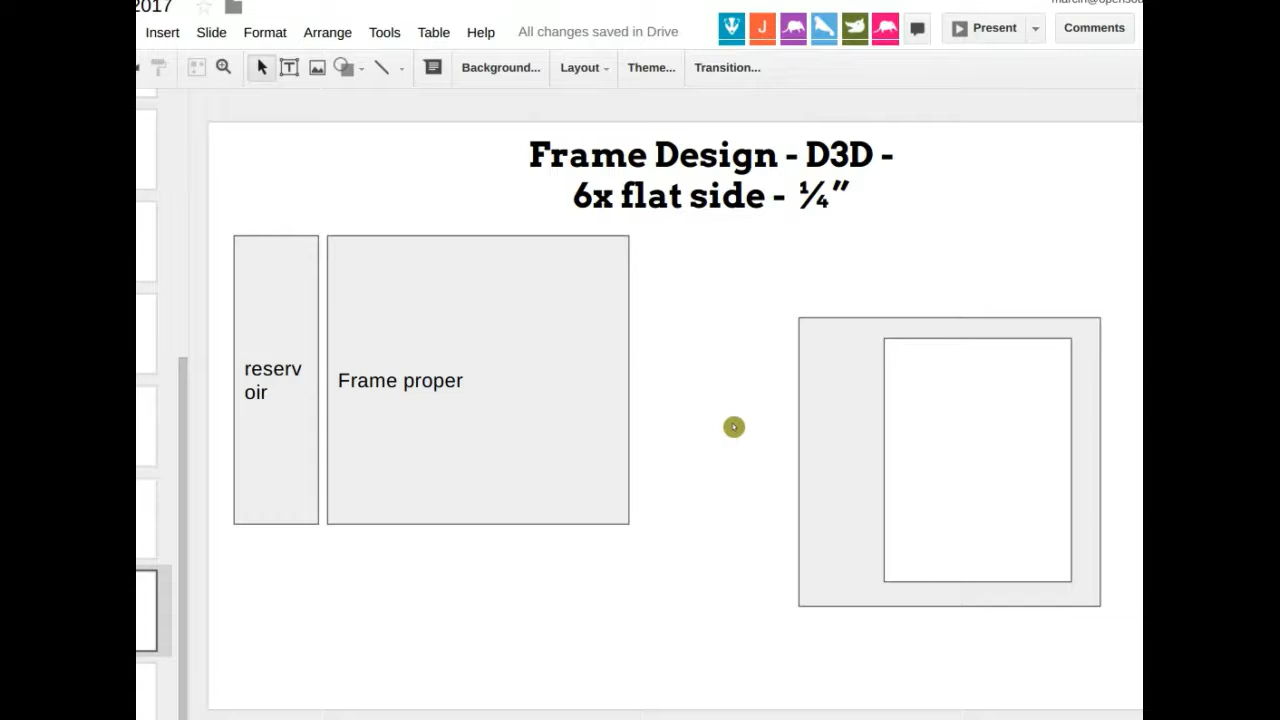 2017
Insert Slide Format Arrange Tools Table Help All changes saved in Drive
J
Present
Comments
Background...
Layout
Theme...
Transition...
Frame Design - D3D -
6x flat side - ¼”
reserv
oir
Frame proper